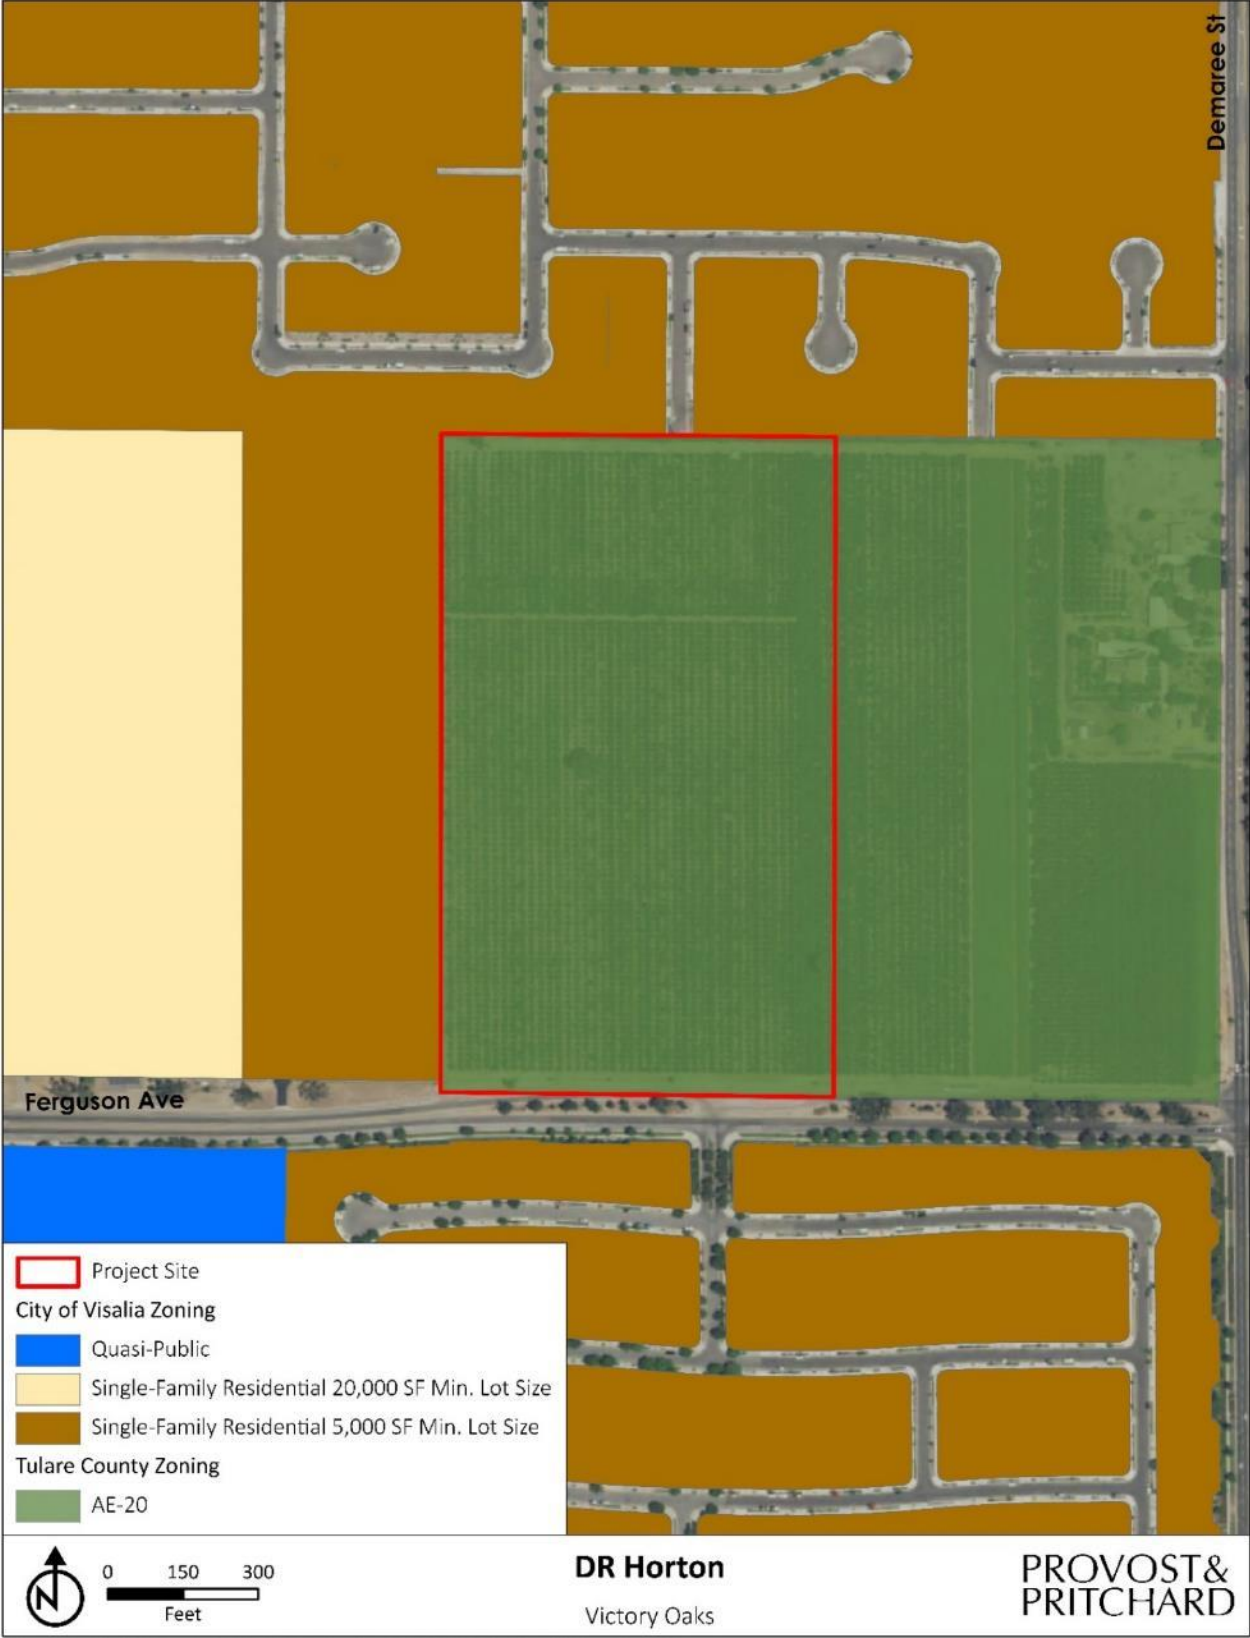 Demaree St
Ferguson Ave
Project Site
City of Visalia Zoning
Quasi-Public
Single-Family Residential 20,000 SF Min. Lot Size
Single-Family Residential 5,000 SF Min. Lot Size
Tulare County Zoning
AE-20
N
0 150 300
Feet
DR Horton
Victory Oaks
PROVOST&
PRITCHARD